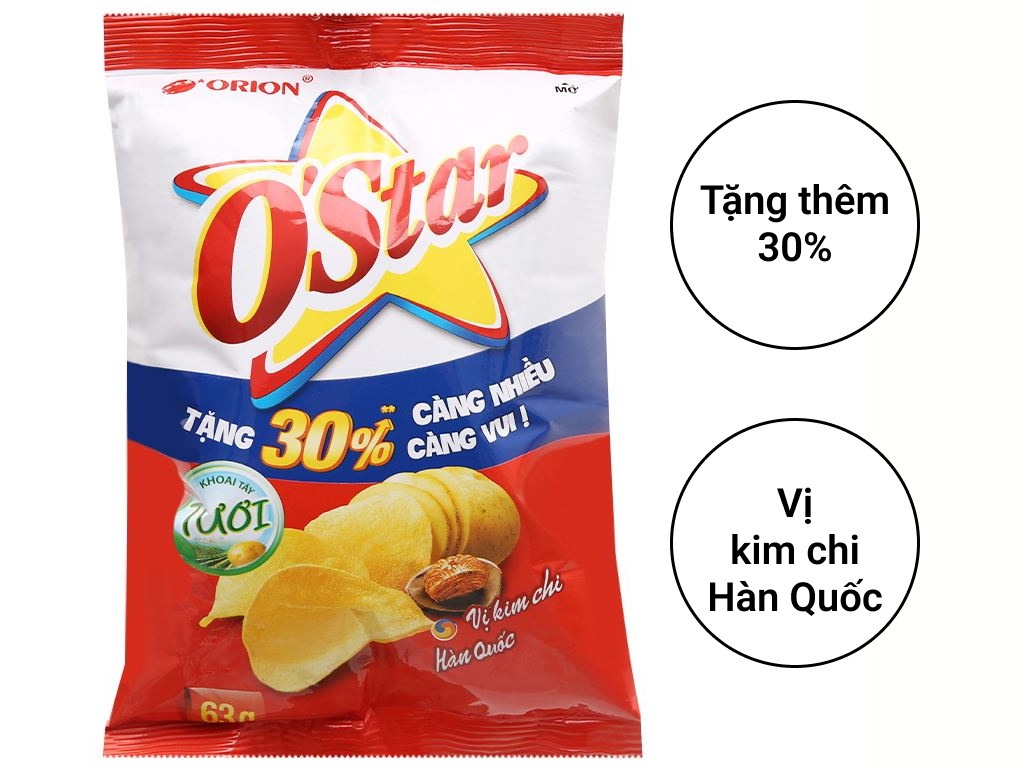 ORION®
MỞ
O'Star
TẶNG 30%** CÀNG NHIỀU
CÀNG VUI !
KHOAI TÂY
TƯƠI
Vị kim chi
Hàn Quốc
63g
Tặng thêm
30%
Vị
kim chi
Hàn Quốc